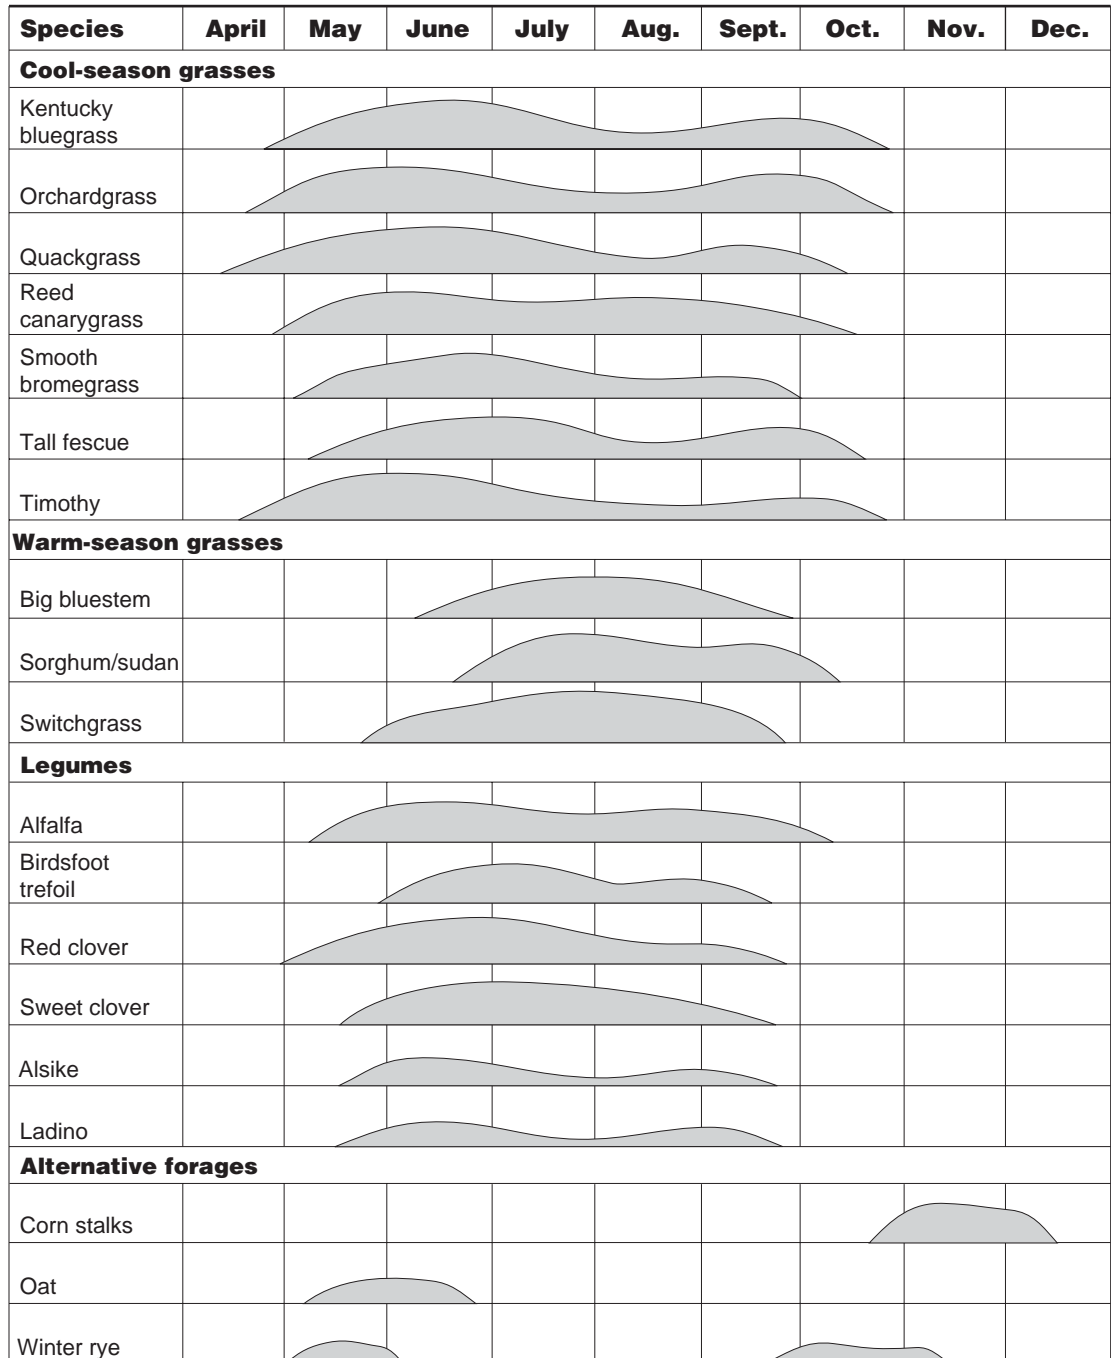 Species April May June July Aug. Sept. Oct. Nov. Dec.
Cool-season grasses
Kentucky
bluegrass
Orchardgrass
Quackgrass
Reed
canarygrass
Smooth
bromegrass
Tall fescue
Timothy
Warm-season grasses
Big bluestem
Sorghum/sudan
Switchgrass
Legumes
Alfalfa
Birdsfoot
trefoil
Red clover
Sweet clover
Alsike
Ladino
Alternative forages
Corn stalks
Oat
Winter rye